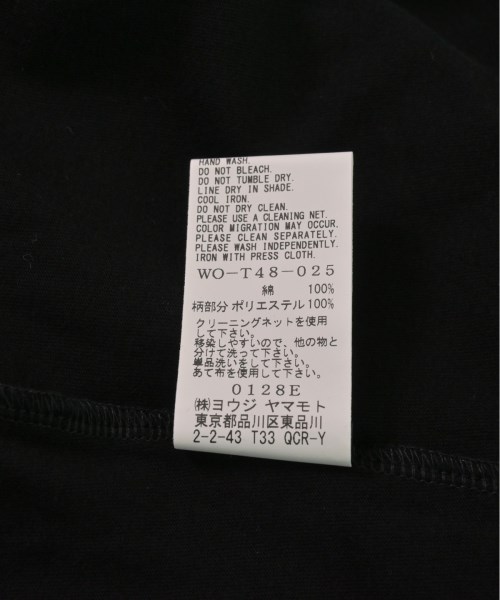 HAND WASH.
DO NOT BLEACH.
DO NOT TUMBLE DRY.
LINE DRY IN SHADE.
COOL IRON.
DO NOT DRY CLEAN.
PLEASE USE A CLEANING NET.
COLOR MIGRATION MAY OCCUR.
PLEASE CLEAN SEPARATELY.
PLEASE WASH INDEPENDENTLY.
IRON WITH PRESS CLOTH.
WO-T48-025
綿 100%
柄部分 ポリエステル 100%
クリーニングネットを使用
して下さい。
移染しやすいので、他の物と
分けて洗って下さい。
単品洗いをして下さい。
あて布を使用して下さい。
0128E
㈱ヨウジ ヤマモト
東京都品川区東品川
2-2-43 T33 QCR-Y